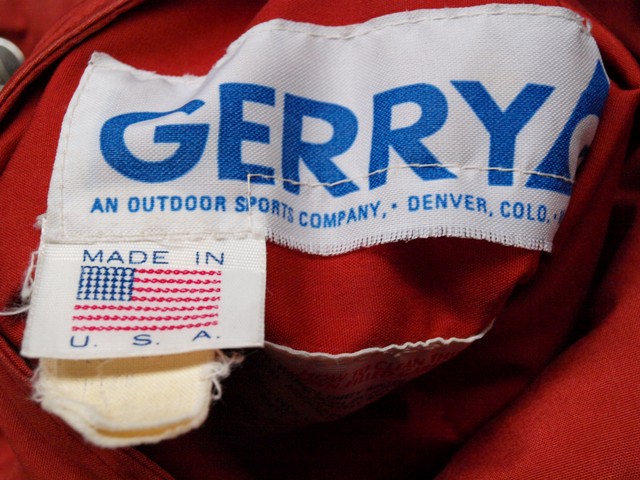 GERRY
AN OUTDOOR SPORTS COMPANY, · DENVER, COLO. ·
MADE IN
U. S. A.